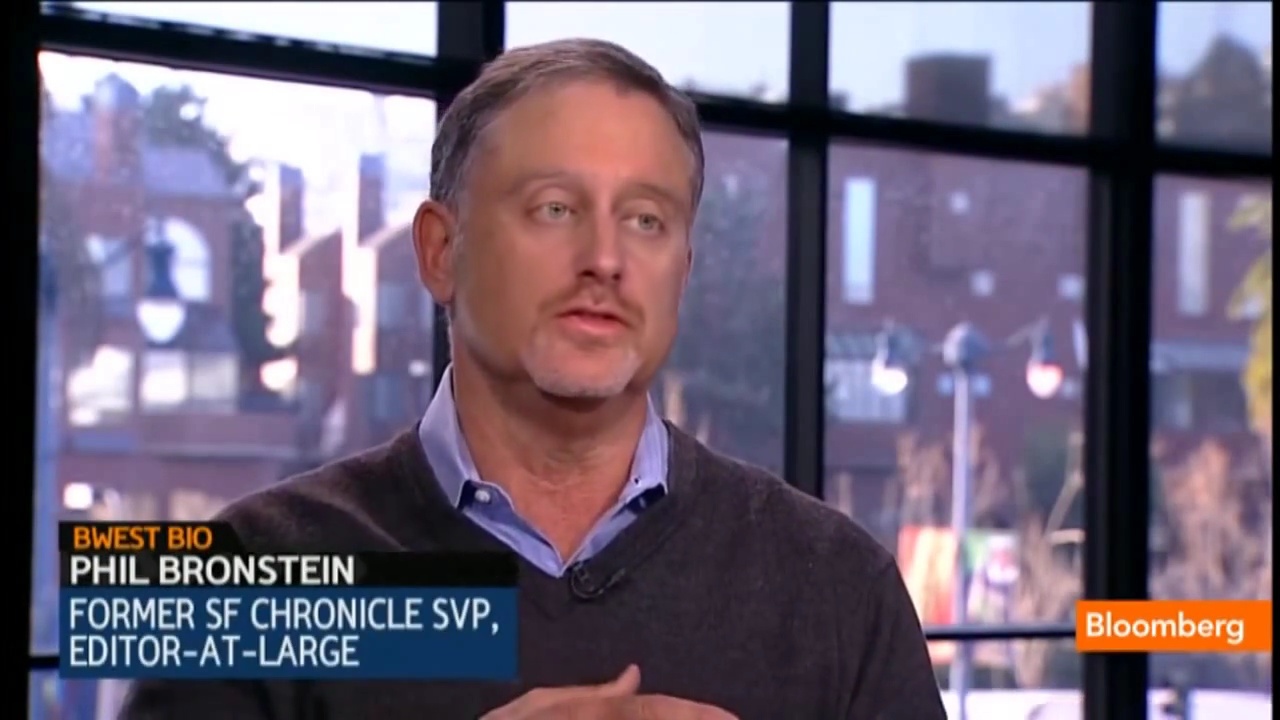 BWEST BIO
PHIL BRONSTEIN
FORMER SF CHRONICLE SVP,
EDITOR-AT-LARGE
Bloomberg